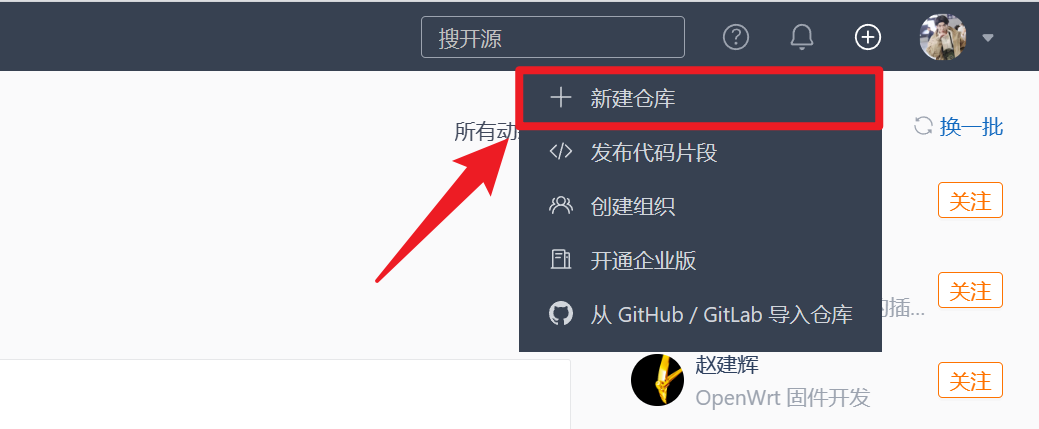 搜开源
新建仓库
所有动
换一批
发布代码片段
关注
创建组织
开通企业版
关注
从 GitHub / GitLab 导入仓库
的插...
赵建辉
关注
OpenWrt 固件开发